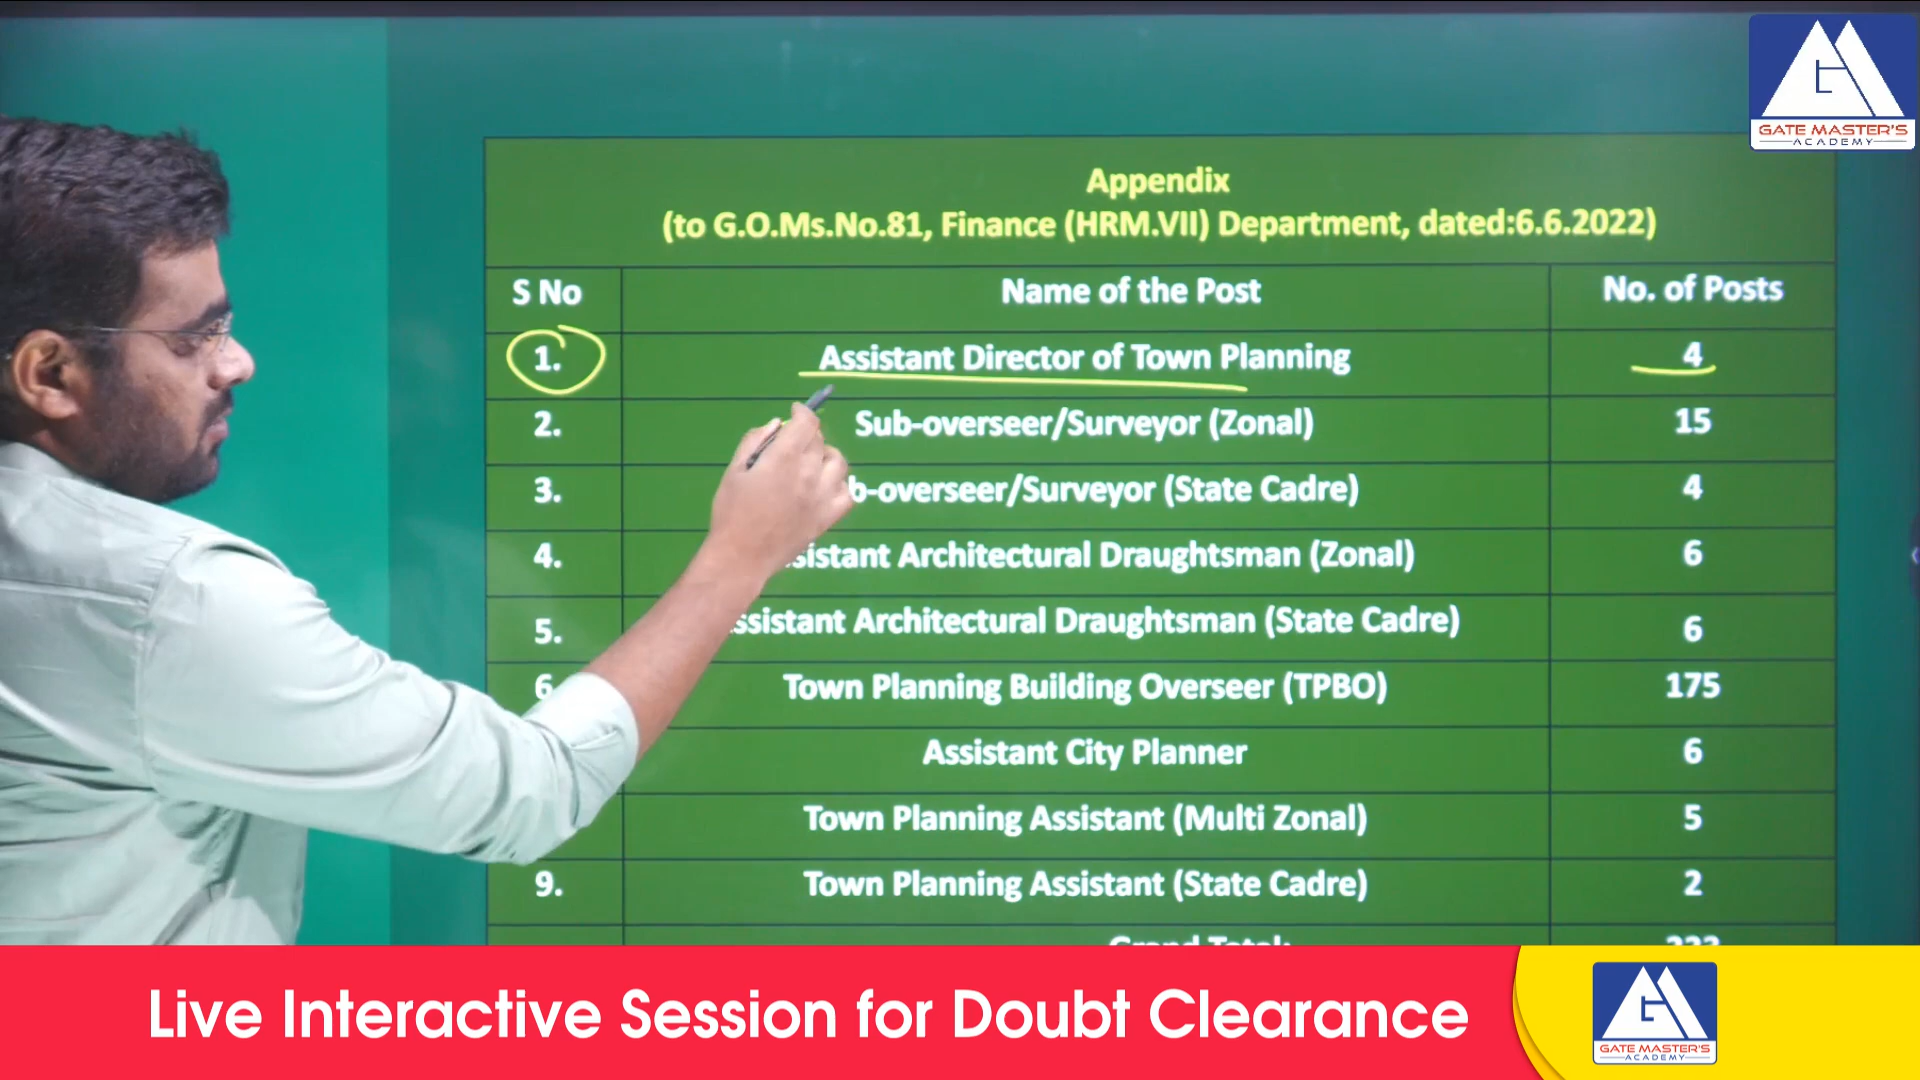 GATE MASTER'S
ACADEMY
Appendix
(to G.O.Ms.No.81, Finance (HRM.VII) Department, dated:6.6.2022)
S No Name of the Post No. of Posts
1. Assistant Director of Town Planning 4
2. Sub-overseer/Surveyor (Zonal) 15
3. b-overseer/Surveyor (State Cadre) 4
4. sistant Architectural Draughtsman (Zonal) 6
5. ssistant Architectural Draughtsman (State Cadre) 6
6 Town Planning Building Overseer (TPBO) 175
Assistant City Planner 6
Town Planning Assistant (Multi Zonal) 5
9. Town Planning Assistant (State Cadre) 2
Grand Total:
Live Interactive Session for Doubt Clearance
GATE MASTER'S
ACADEMY